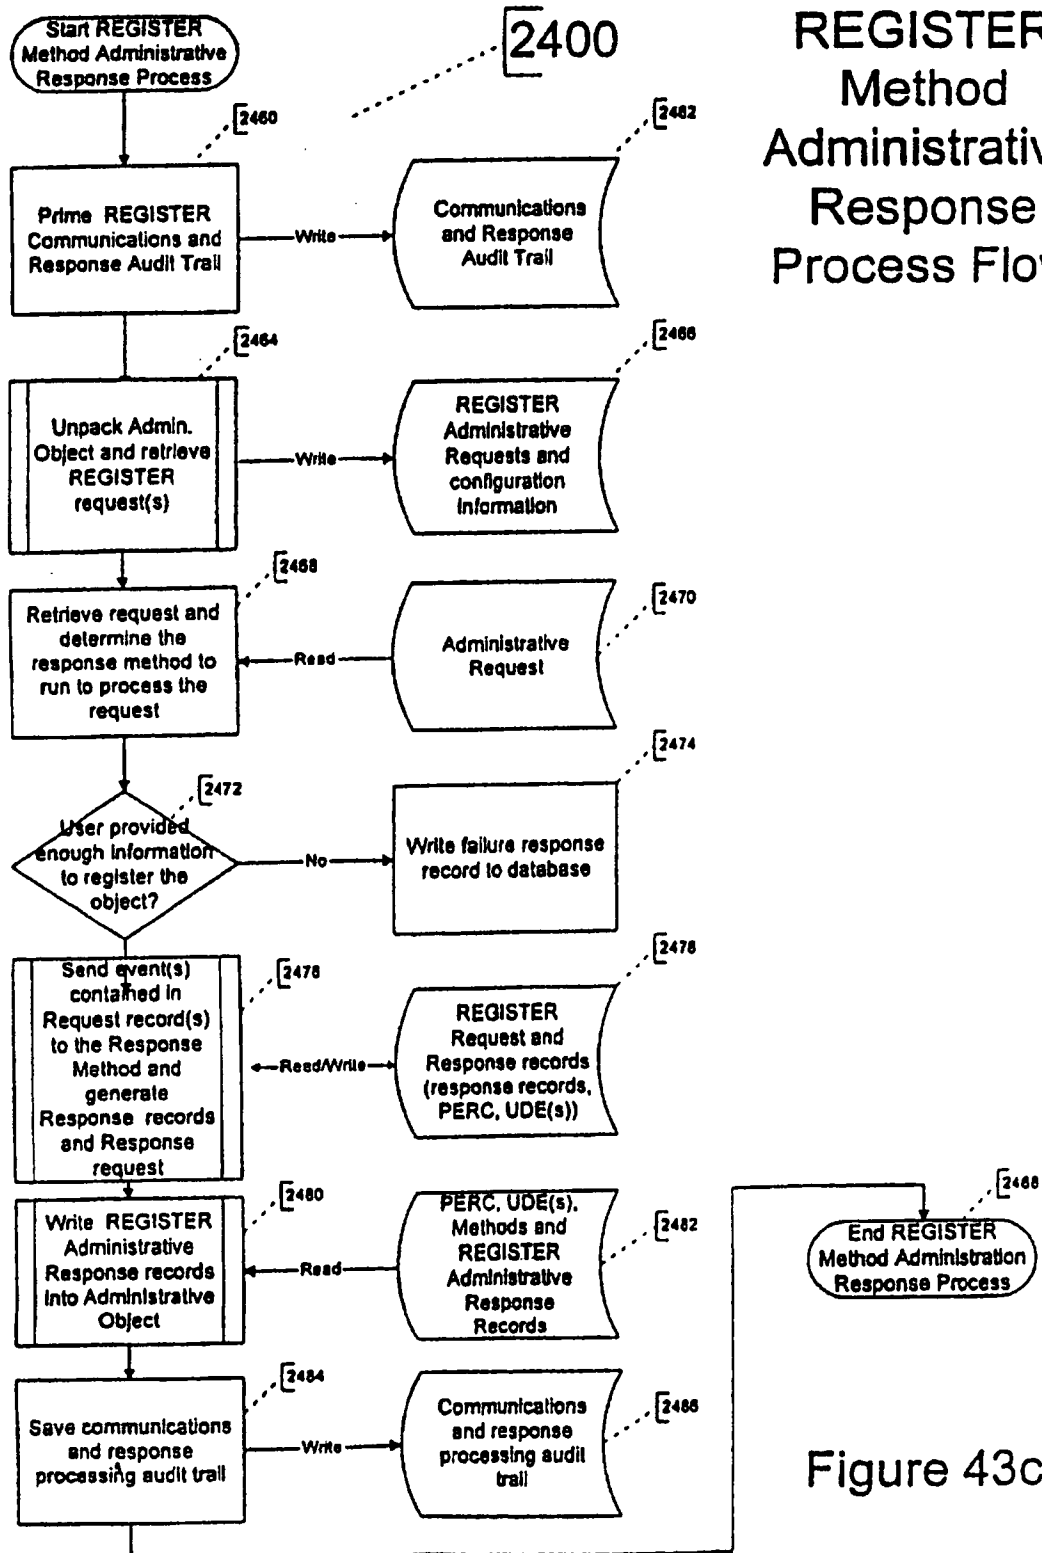 Start REGISTER
Method Administrative
Response Process
2400
REGISTER
Method
Administrativ
Response
Process Flov
2460
Prime REGISTER
Communications and
Response Audit Trail
Write
2462
Communications
and Response
Audit Trail
2464
Unpack Admin.
Object and retrieve
REGISTER
request(s)
Write
2466
REGISTER
Administrative
Requests and
configuration
Information
2468
Retrieve request and
determine the
response method to
run to process the
request
Read
2470
Administrative
Request
2472
User provided
enough information
to register the
object?
No
2474
Write failure response
record to database
2476
Send event(s)
contained in
Request record(s)
to the Response
Method and
generate
Response records
and Response
request
Read/Write
2478
REGISTER
Request and
Response records
(response records,
PERC, UDE(s))
2480
Write REGISTER
Administrative
Response records
into Administrative
Object
Read
2482
PERC, UDE(s),
Methods and
REGISTER
Administrative
Response
Records
2484
Save communications
and response
processing audit trail
Write
2486
Communications
and response
processing audit
trail
2488
End REGISTER
Method Administration
Response Process
Figure 43c